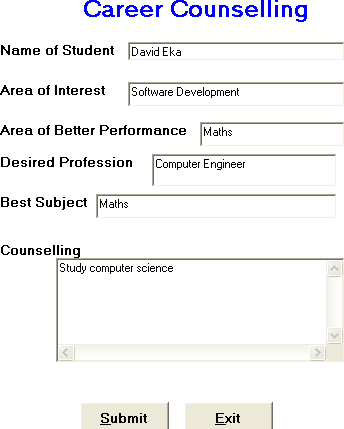 Career Counselling
Name of Student David Eka
Area of Interest Software Development
Area of Better Performance Maths
Desired Profession Computer Engineer
Best Subject Maths
Counselling
Study computer science
Submit Exit